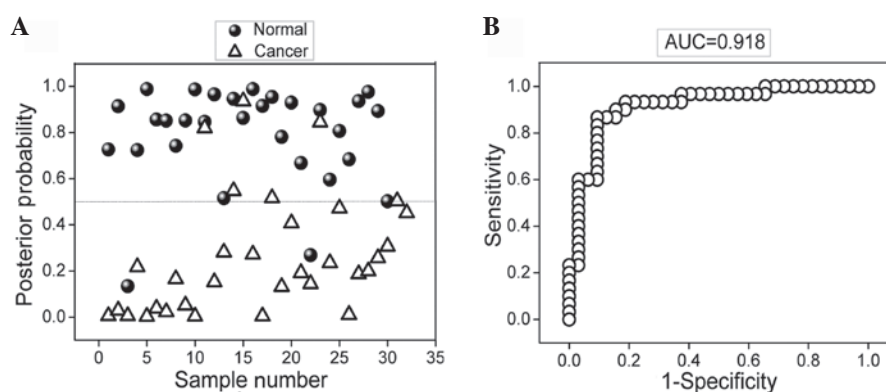 A
Normal
Cancer
1.0
0.8
0.6
0.4
0.2
0.0
Posterior probability
0 5 10 15 20 25 30 35
Sample number
B
AUC=0.918
1.0
0.8
0.6
0.4
0.2
0.0
Sensitivity
0.0 0.2 0.4 0.6 0.8 1.0
1-Specificity